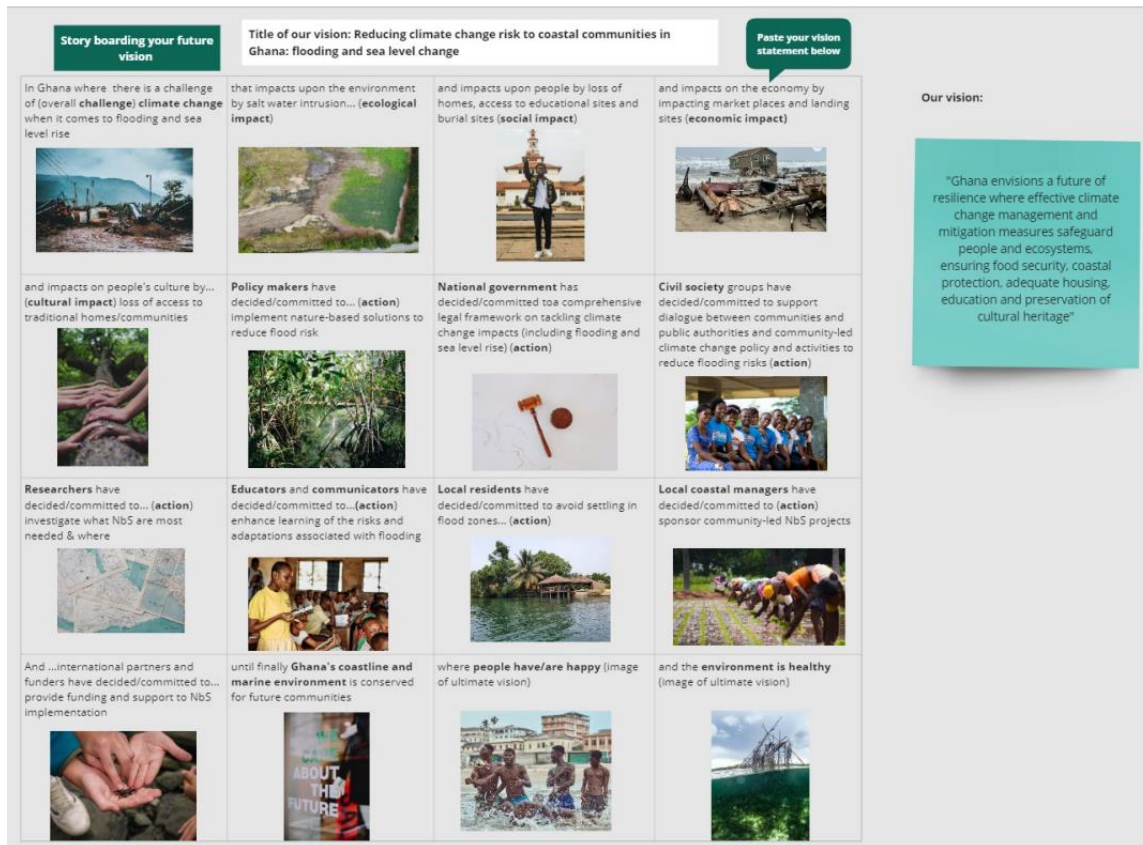 Story boarding your future
vision
Title of our vision: Reducing climate change risk to coastal communities in
Ghana: flooding and sea level change
Paste your vision
statement below
In Ghana where there is a challenge
of (overall challenge) climate change
when it comes to flooding and sea
level rise
that impacts upon the environment
by salt water intrusion... (ecological
impact)
and impacts upon people by loss of
homes, access to educational sites and
burial sites (social impact)
and impacts on the economy by
impacting market places and landing
sites (economic impact)
Our vision:
"Ghana envisions a future of
resilience where effective climate
change management and
mitigation measures safeguard
people and ecosystems,
ensuring food security, coastal
protection, adequate housing,
education and preservation of
cultural heritage"
and impacts on people's culture by...
(cultural impact) loss of access to
traditional homes/communities
Policy makers have
decided/committed to... (action)
implement nature-based solutions to
reduce flood risk
National government has
decided/committed toa comprehensive
legal framework on tackling climate
change impacts (including flooding and
sea level rise) (action)
Civil society groups have
decided/committed to support
dialogue between communities and
public authorities and community-led
climate change policy and activities to
reduce flooding risks (action)
Researchers have
decided/committed to... (action)
investigate what NbS are most
needed & where
Educators and communicators have
decided/committed to...(action)
enhance learning of the risks and
adaptations associated with flooding
Local residents have
decided/committed to avoid settling in
flood zones... (action)
Local coastal managers have
decided/committed to (action)
sponsor community-led NbS projects
And ...international partners and
funders have decided/committed to...
provide funding and support to NbS
implementation
until finally Ghana's coastline and
marine environment is conserved
for future communities
WE
CARE
ABOUT
THE
FUTURE
where people have/are happy (image
of ultimate vision)
and the environment is healthy
(image of ultimate vision)